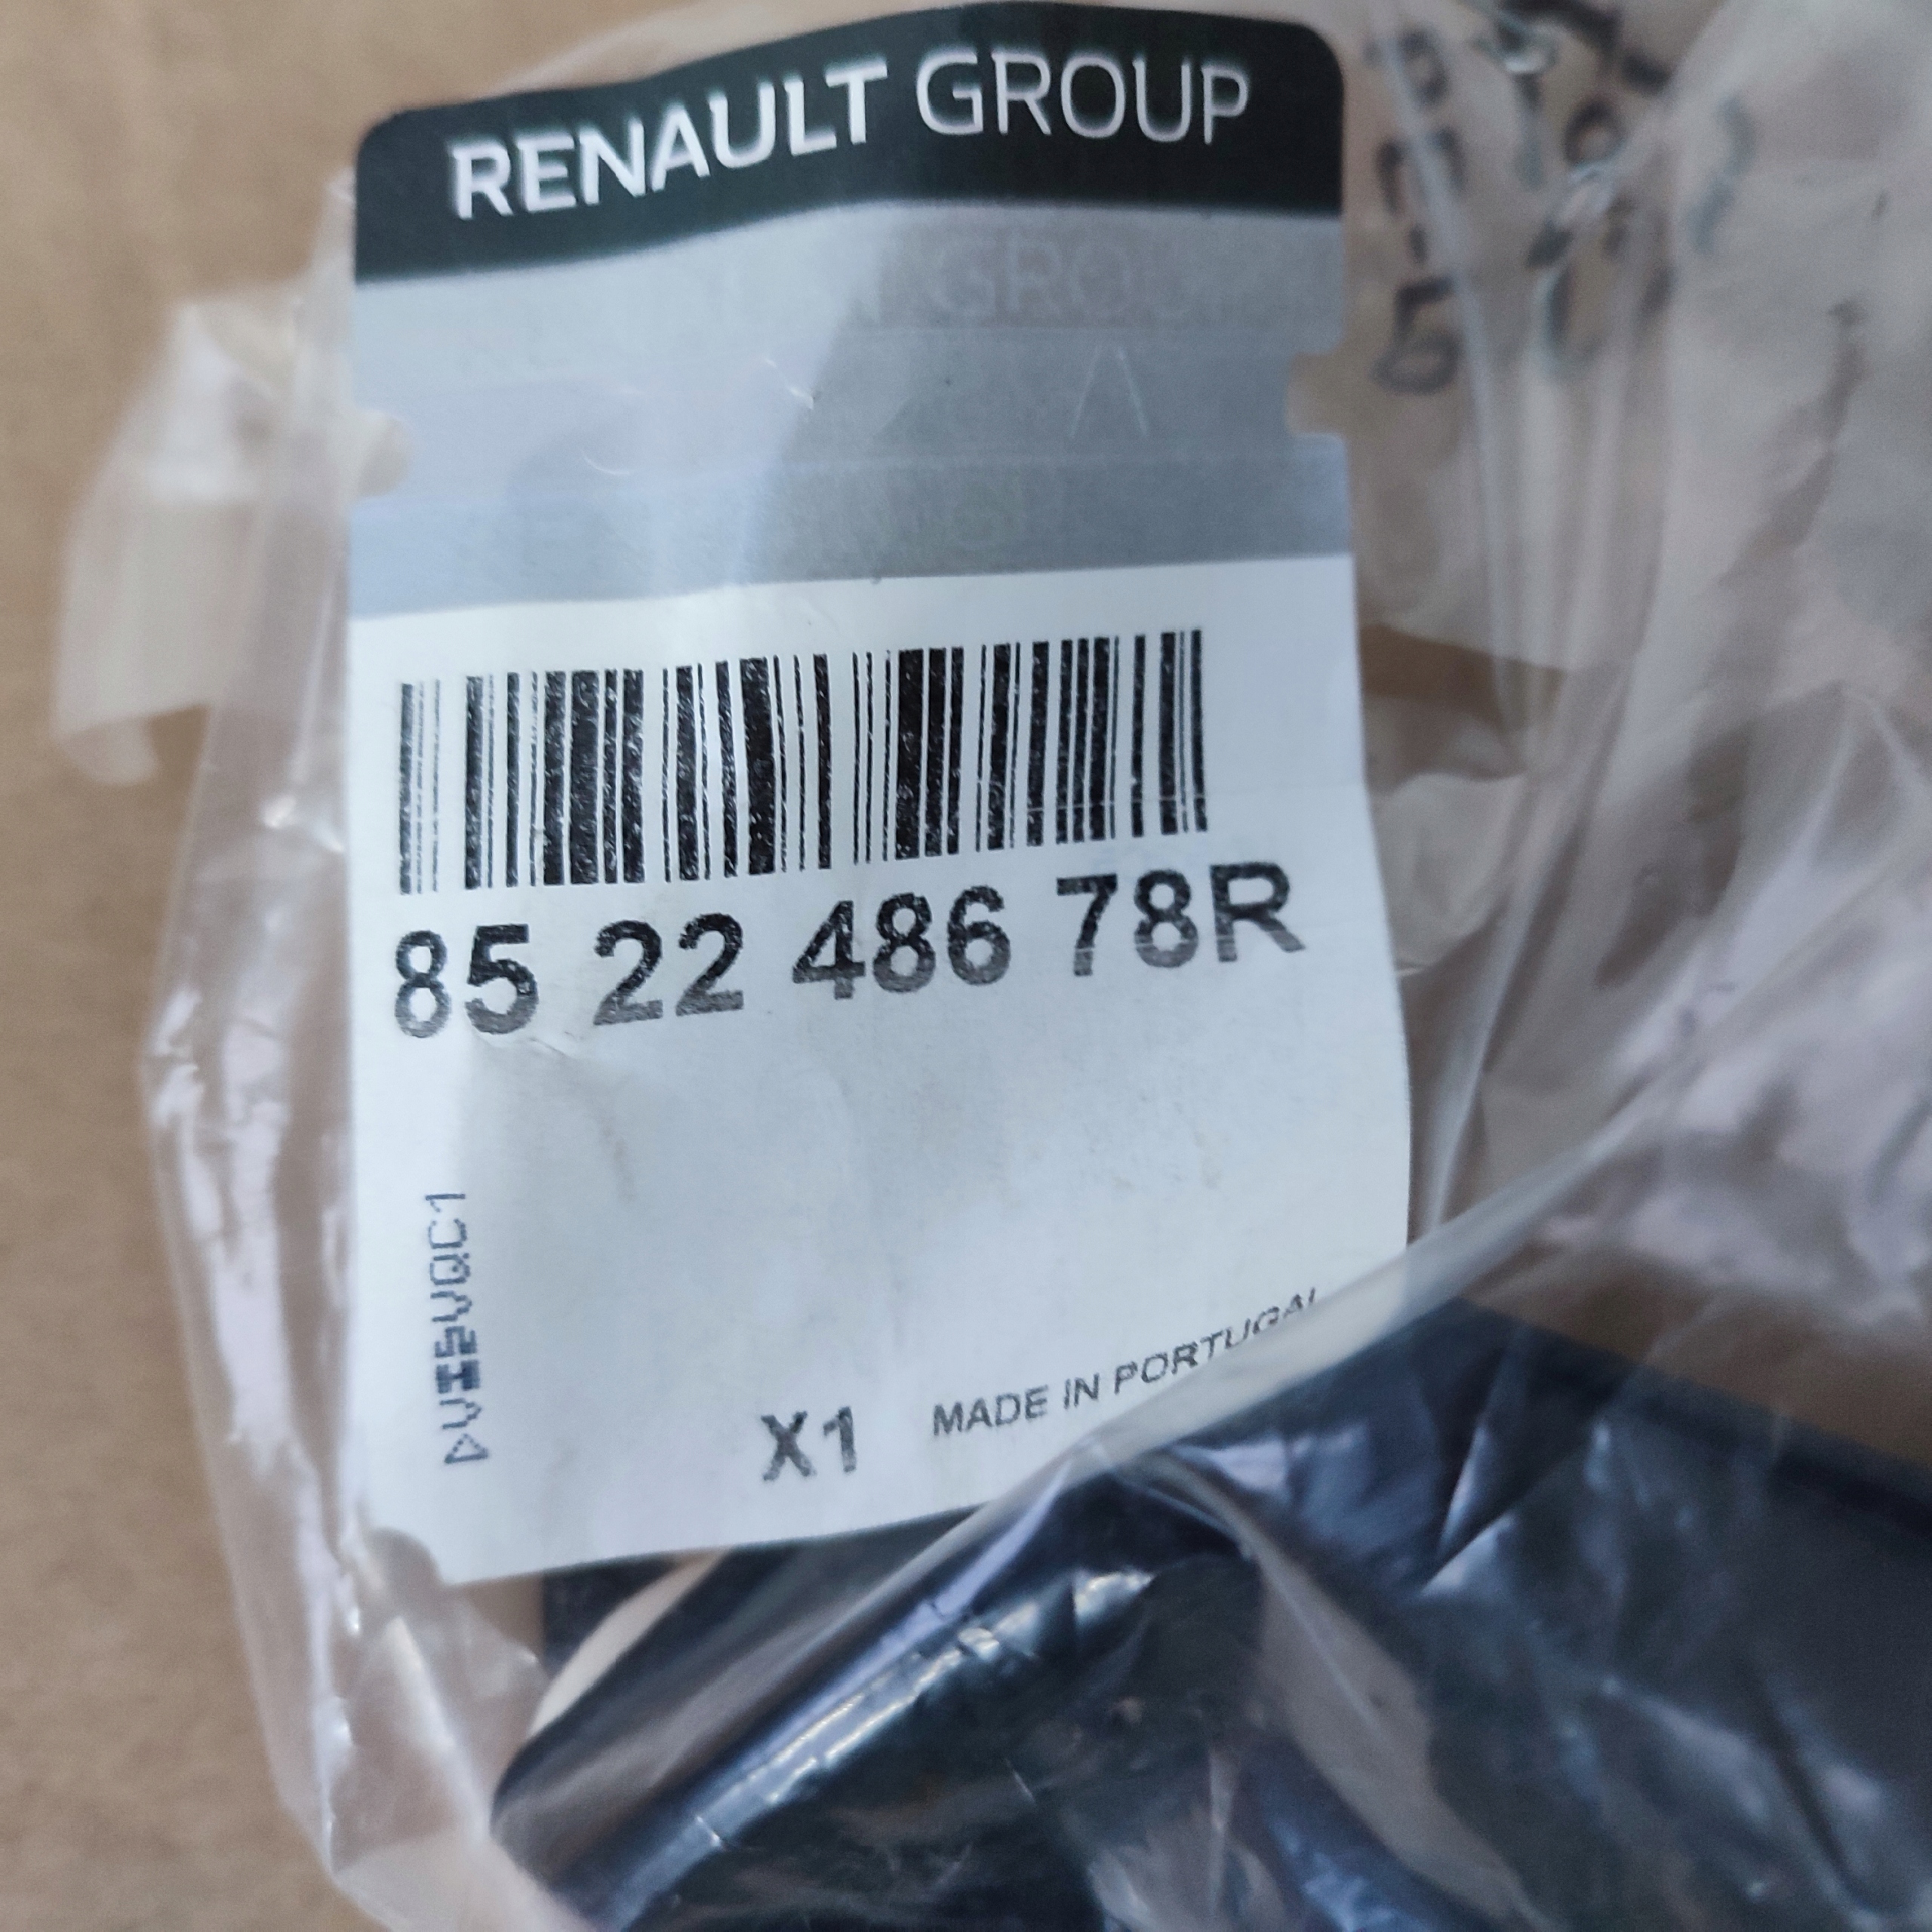 RENAULT GROUP
85 22 486 78R
X1 MADE IN PORTUGAL